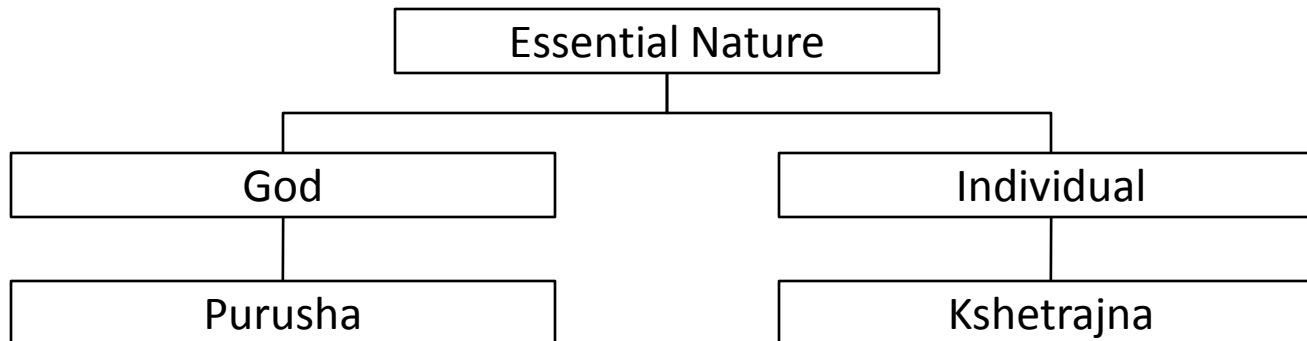 Essential Nature
God
Individual
Purusha
Kshetrajna